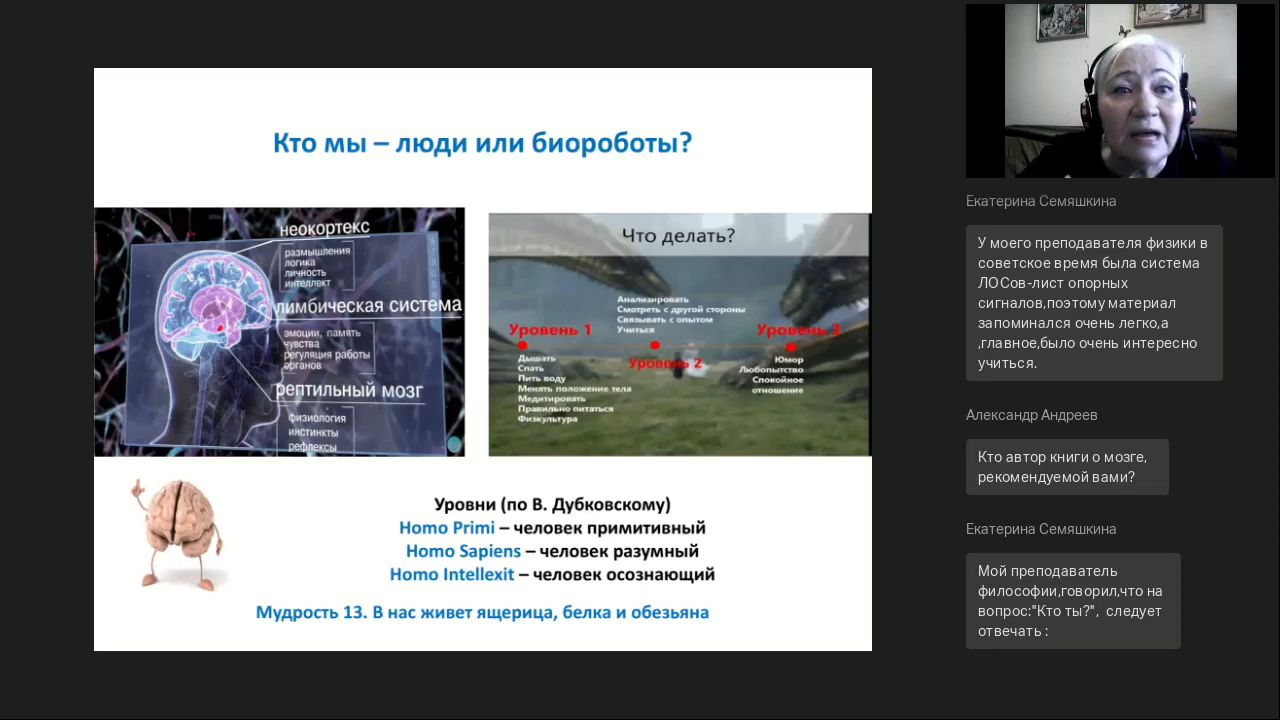 Кто мы – люди или биороботы?
неокортекс
размышления
логика
личность
интеллект
лимбическая система
эмоции, память
чувства
регуляция работы
органов
рептильный мозг
физиология
инстинкты
рефлексы
Что делать?
Анализировать
Смотреть с другой стороны
Связывать с опытом
Учиться
Уровень 1
Уровень 2
Уровень 3
Дышать
Спать
Пить воду
Менять положение тела
Медитировать
Правильно питаться
Физкультура
Юмор
Любопытство
Спокойное
отношение
Уровни (по В. Дубковскому)
Homo Primi – человек примитивный
Homo Sapiens – человек разумный
Homo Intellexit – человек осознающий
Мудрость 13. В нас живет ящерица, белка и обезьяна
Екатерина Семяшкина
У моего преподавателя физики в
советское время была система
ЛОСов-лист опорных
сигналов,поэтому материал
запоминался очень легко,а
,главное,было очень интересно
учиться.
Александр Андреев
Кто автор книги о мозге,
рекомендуемой вами?
Екатерина Семяшкина
Мой преподаватель
философии,говорил,что на
вопрос:"Кто ты?", следует
отвечать :